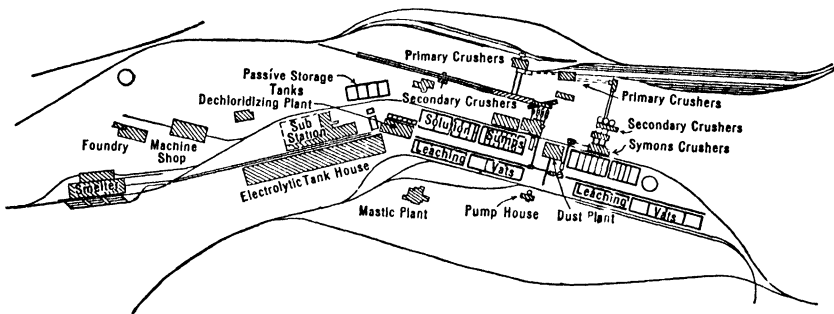 Primary Crushers
Passive Storage
Tanks
Dechloridizing Plant
Secondary Crushers
Primary Crushers
Secondary Crushers
Symons Crushers
Foundry
Machine
Shop
Sub
Station
Solution
Sumps
Smelter
Electrolytic Tank House
Leaching Vats
Leaching Vats
Mastic Plant
Pump House
Dust Plant